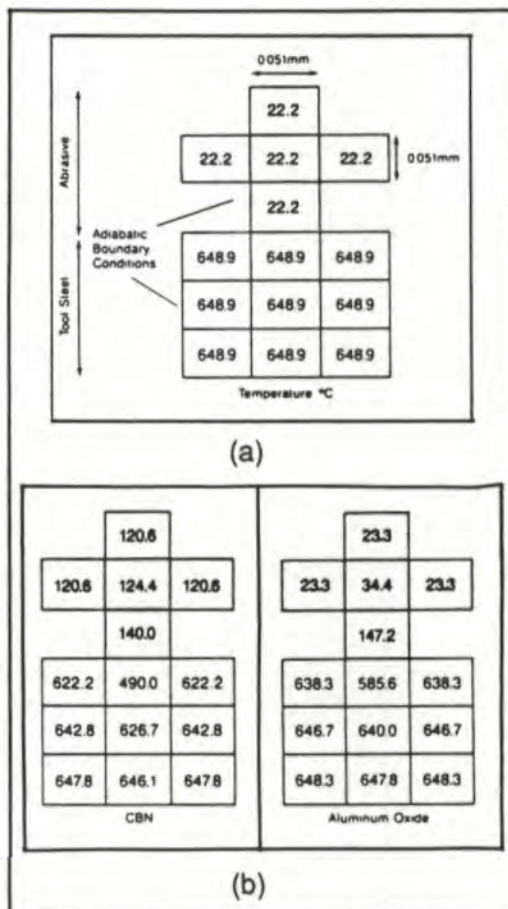 0.051mm
22.2
22.2 22.2 22.2
0.051mm
22.2
Abrasive
Adiabatic
Boundary
Conditions
Tool Steel
648.9 648.9 648.9
648.9 648.9 648.9
648.9 648.9 648.9
Temperature °C
(a)
120.6
120.6 124.4 120.6
140.0
622.2 490.0 622.2
642.8 626.7 642.8
647.8 646.1 647.8
CBN
23.3
23.3 34.4 23.3
147.2
638.3 585.6 638.3
646.7 640.0 646.7
648.3 647.8 648.3
Aluminum Oxide
(b)